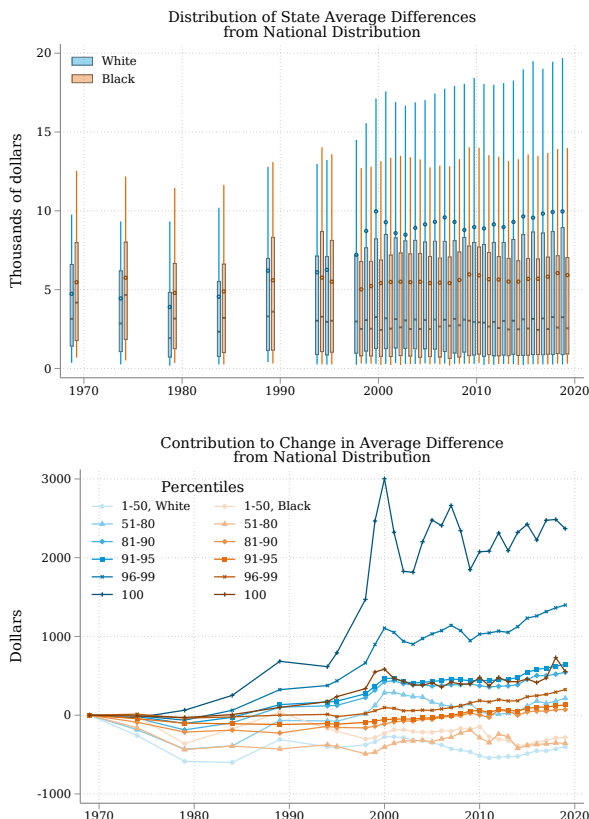 Distribution of State Average Differences
from National Distribution
20
15
10
5
0
Thousands of dollars
White
Black
1970
1980
1990
2000
2010
2020
Contribution to Change in Average Difference
from National Distribution
3000
2000
1000
0
-1000
Dollars
Percentiles
1-50, White
1-50, Black
51-80
51-80
81-90
81-90
91-95
91-95
96-99
96-99
100
100
1970
1980
1990
2000
2010
2020